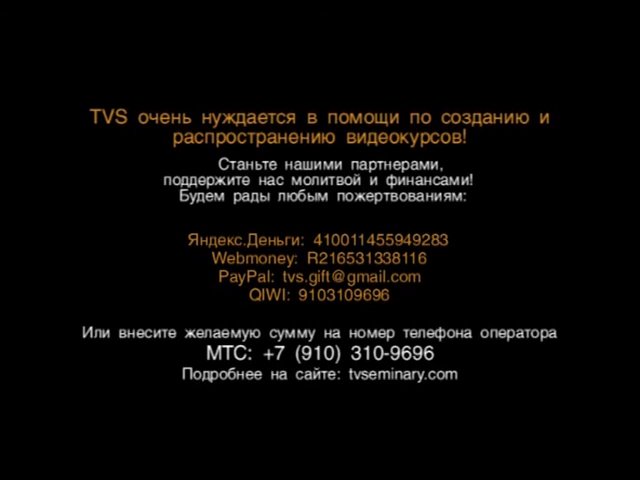 TVS очень нуждается в помощи по созданию и
распространению видеокурсов!
Станьте нашими партнерами,
поддержите нас молитвой и финансами!
Будем рады любым пожертвованиям:
Яндекс.Деньги: 410011455949283
Webmoney: R216531338116
PayPal: tvs.gift@gmail.com
QIWI: 9103109696
Или внесите желаемую сумму на номер телефона оператора
МТС: +7 (910) 310-9696
Подробнее на сайте: tvseminary.com